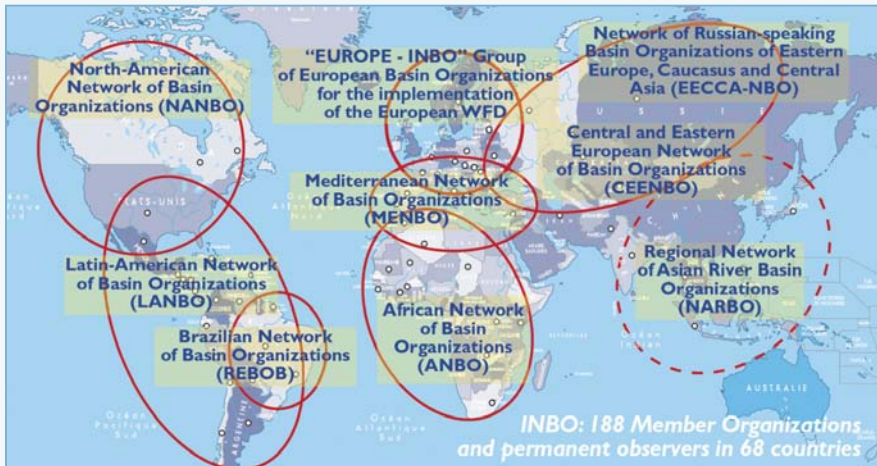 North-American
Network of Basin
Organizations (NANBO)
“EUROPE - INBO” Group
of European Basin Organizations
for the implementation
of the European WFD
Network of Russian-speaking
Basin Organizations of Eastern
Europe, Caucasus and Central
Asia (EECCA-NBO)
RUSSIE
Central and Eastern
European Network
of Basin Organizations
(CEENBO)
Mediterranean Network
of Basin Organizations
(MENBO)
ÉTATS-UNIS
CHINE
Latin-American Network
of Basin Organizations
(LANBO)
Regional Network
of Asian River Basin
Organizations
(NARBO)
Brazilian Network
of Basin Organizations
(REBOB)
African Network
of Basin
Organizations
(ANBO)
Océan
Indien
AUSTRALIE
Océan
Pacifique
Sud
Océan
Atlantique
Sud
ARGENTINE
INBO: 188 Member Organizations
and permanent observers in 68 countries